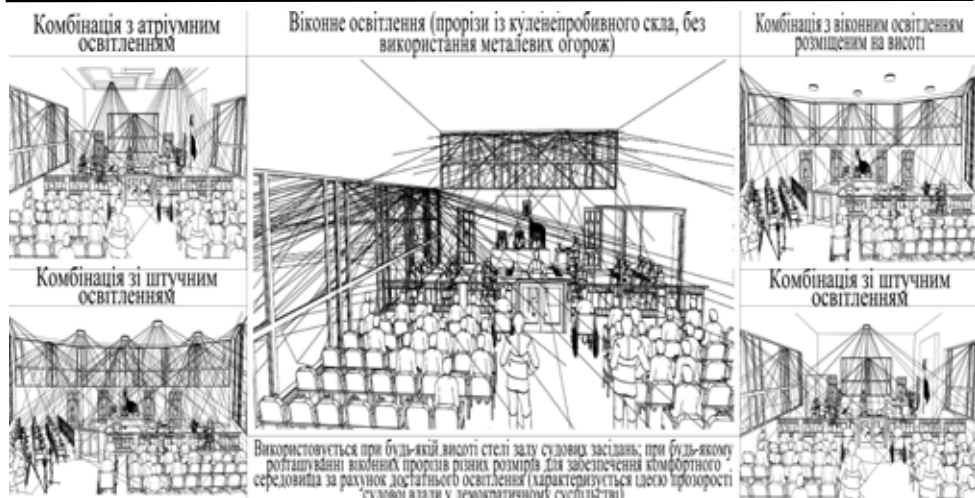 Комбінація з атріумним
освітленням
Віконне освітлення (прорізи із куленепробивного скла, без
використання металевих огорож)
Комбінація з віконним освітленням
розміщеним на висоті
Комбінація зі штучним
освітленням
Комбінація зі штучним
освітленням
Використовується при будь-якій висоті стелі залу судових засідань; при будь-якому
розташуванні віконних прорізів різних розмірів для забезпечення комфортного
середовища за рахунок достатнього освітлення (характеризується ідеєю прозорості
судової влади у демократичному суспільстві)